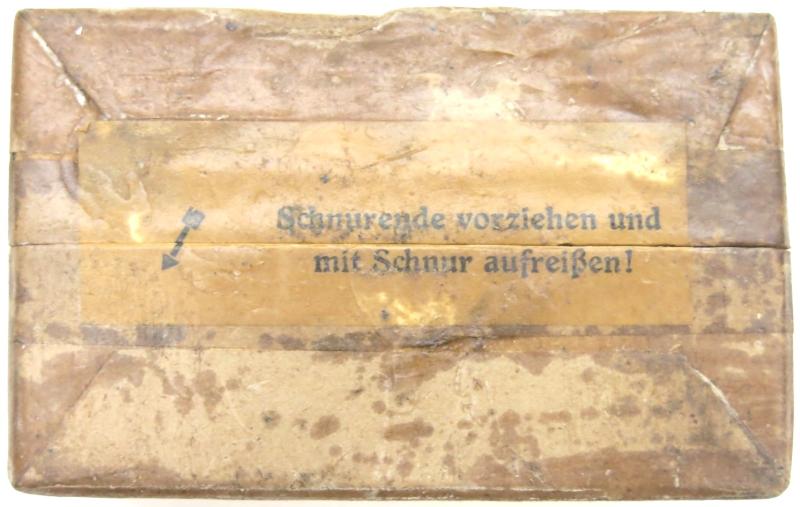 Schnurende vorziehen und
mit Schnur aufreißen!